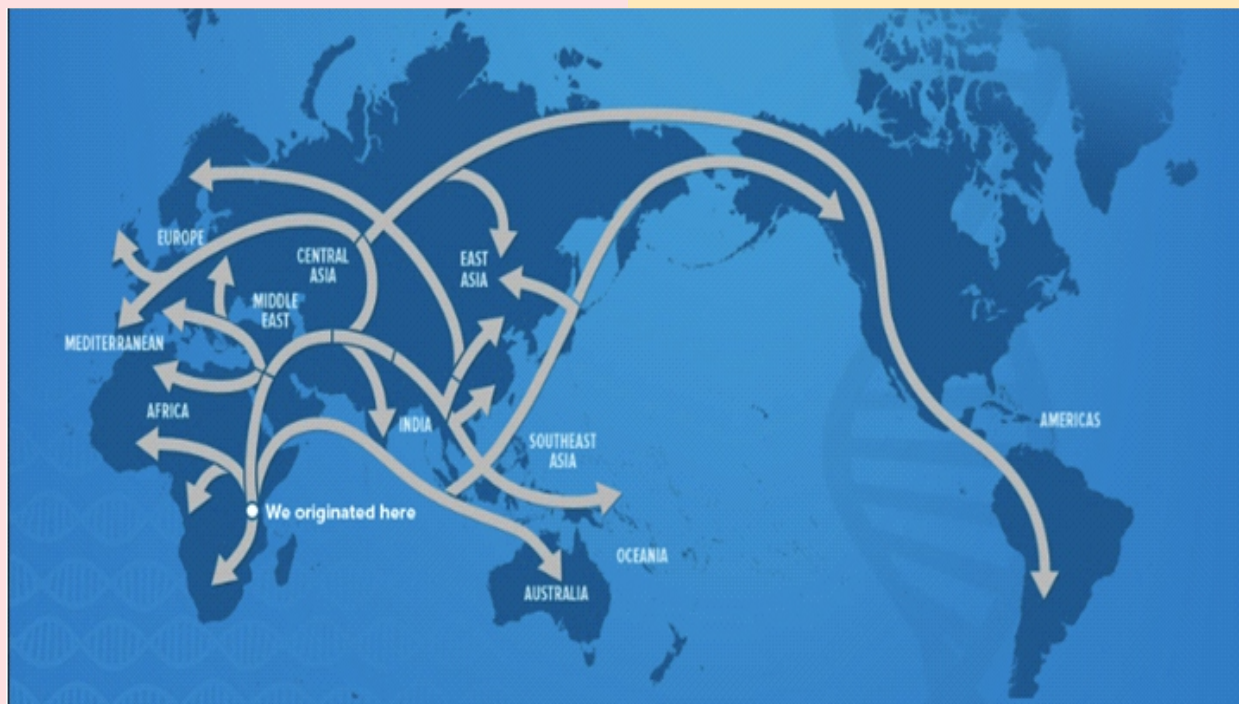 EUROPE
CENTRAL
ASIA
EAST
ASIA
MIDDLE
EAST
MEDITERRANEAN
AFRICA
INDIA
AMERICAS
SOUTHEAST
ASIA
We originated here
OCEANIA
AUSTRALIA